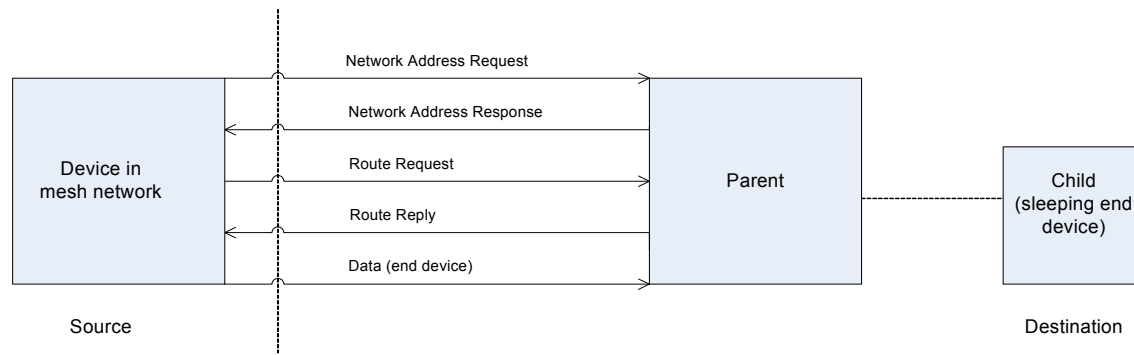 Network Address Request
Network Address Response
Route Request
Route Reply
Data (end device)
Device in
mesh network
Parent
Child
(sleeping end
device)
Source
Destination